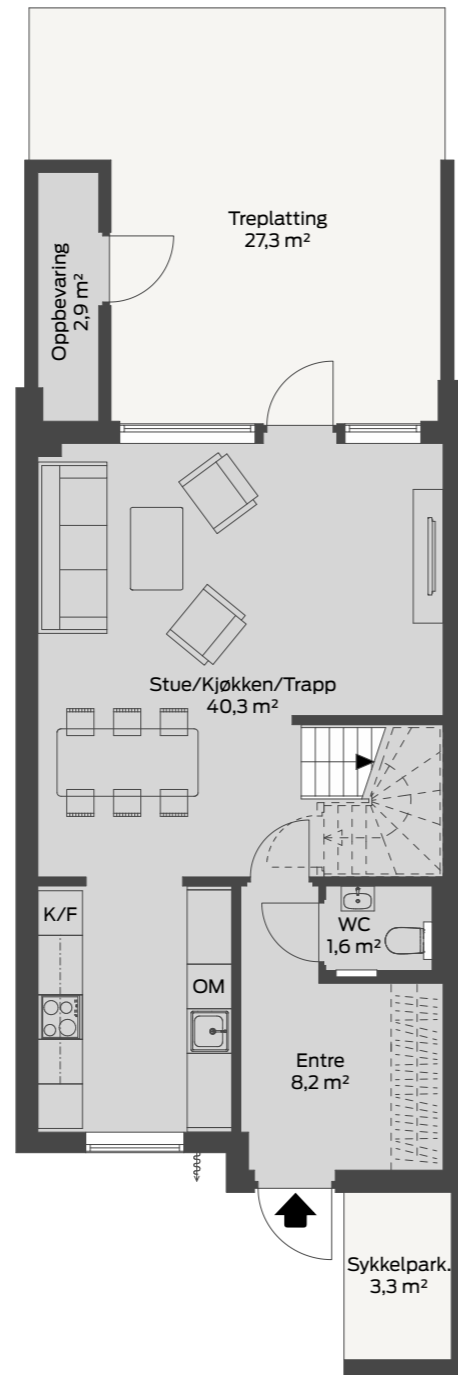 Treplatting
27,3 m²
Oppbevaring
2,9 m²
Stue/Kjøkken/Trapp
40,3 m²
K/F
WC
1,6 m²
OM
Entre
8,2 m²
Sykkelpark.
3,3 m²